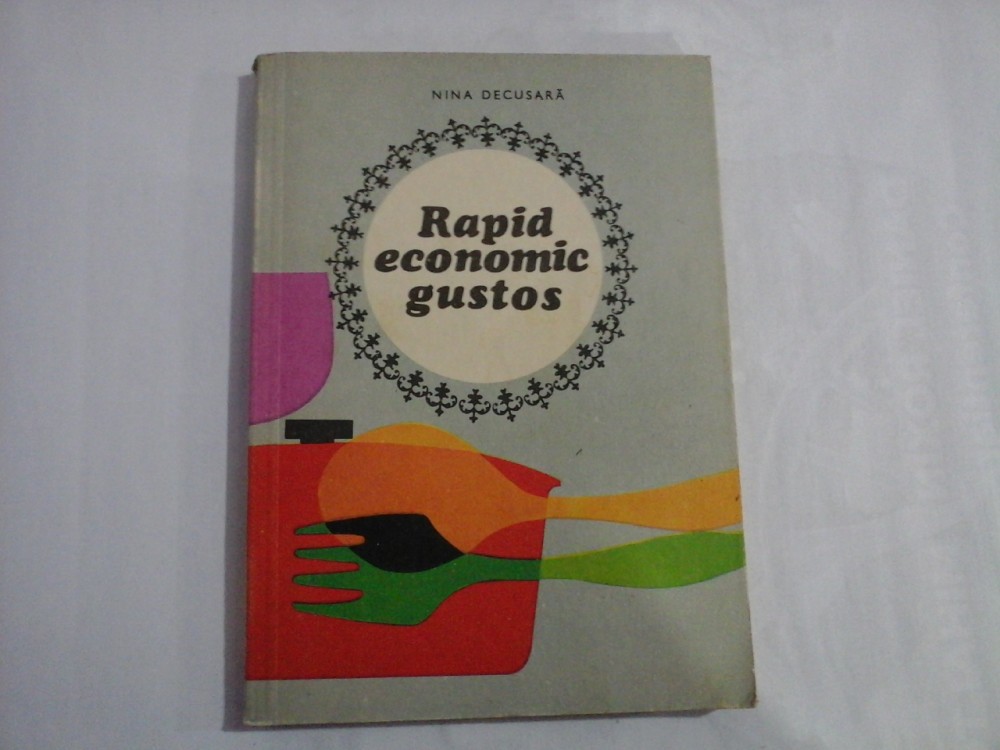 NINA DECUSARĂ
Rapid
economic
gustos